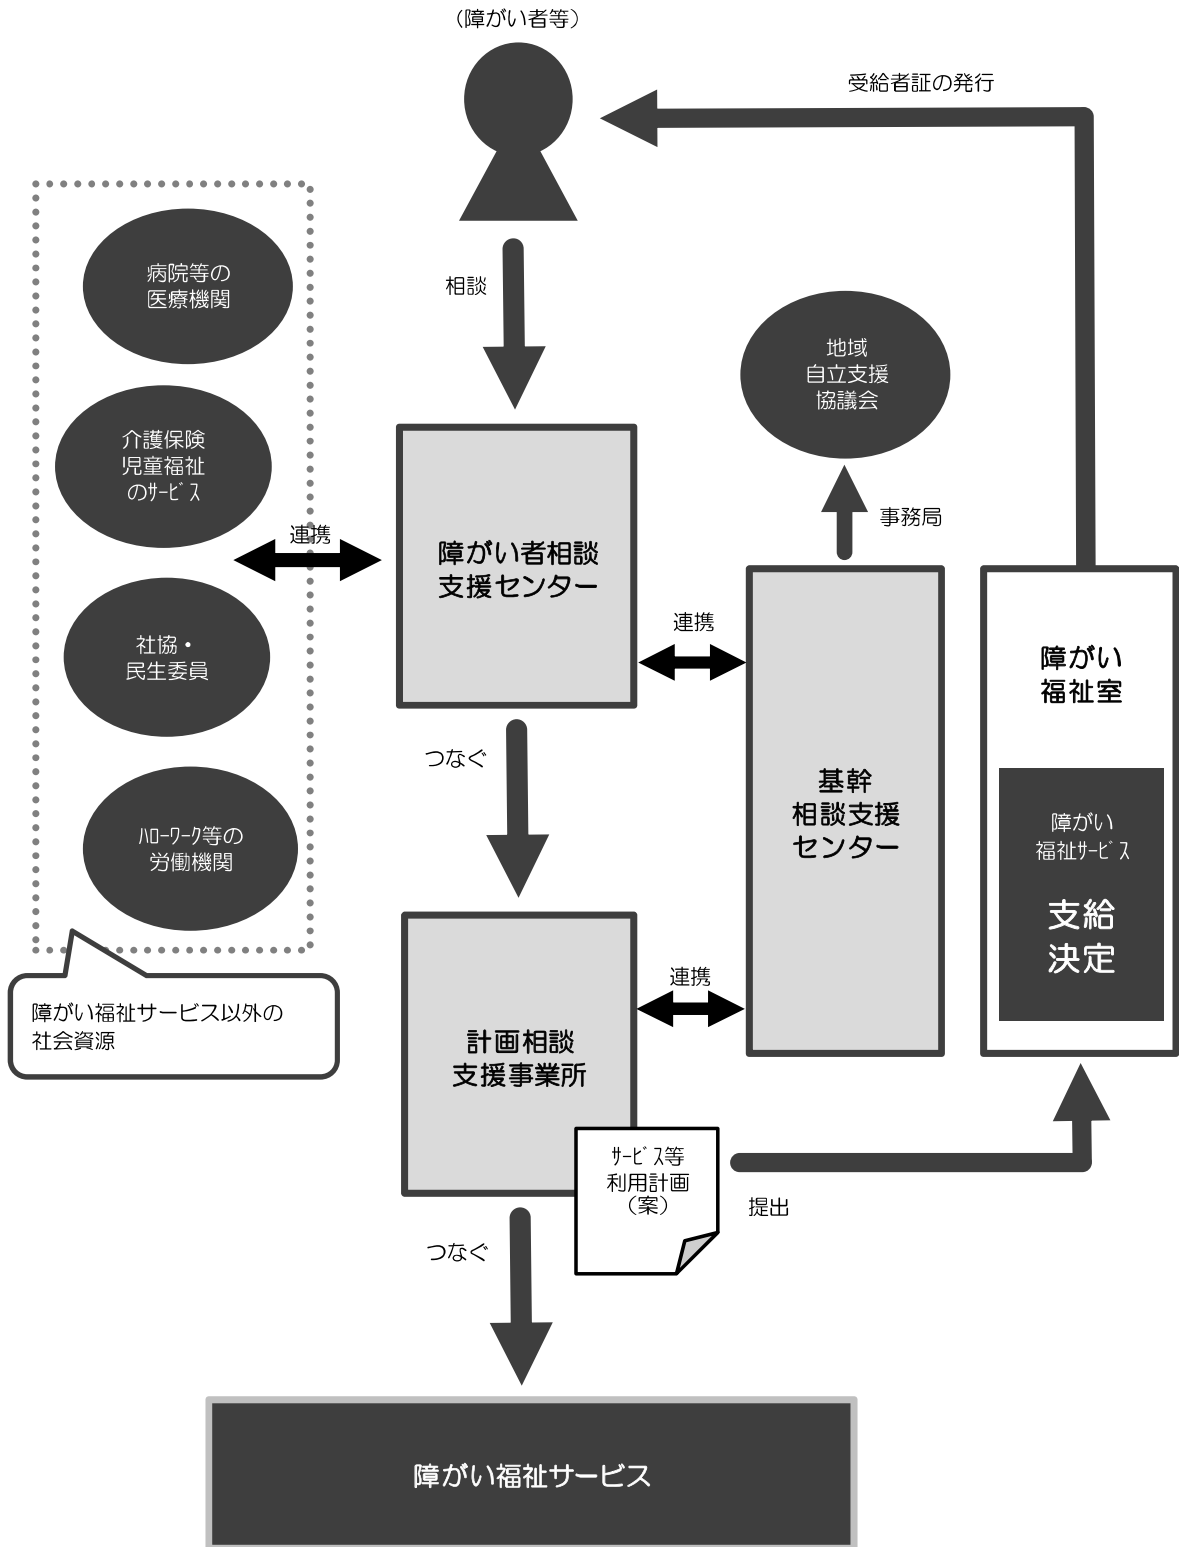 （障がい者等）
受給者証の発行
相談
病院等の
医療機関
介護保険
児童福祉
のｻｰﾋﾞｽ
社協・
民生委員
ﾊﾛｰﾜｰｸ等の
労働機関
障がい福祉サービス以外の
社会資源
連携
障がい者相談
支援センター
地域
自立支援
協議会
事務局
連携
基幹
相談支援
センター
障がい
福祉室
障がい
福祉ｻｰﾋﾞｽ
支給
決定
つなぐ
連携
計画相談
支援事業所
ｻｰﾋﾞｽ等
利用計画
（案）
提出
つなぐ
障がい福祉サービス